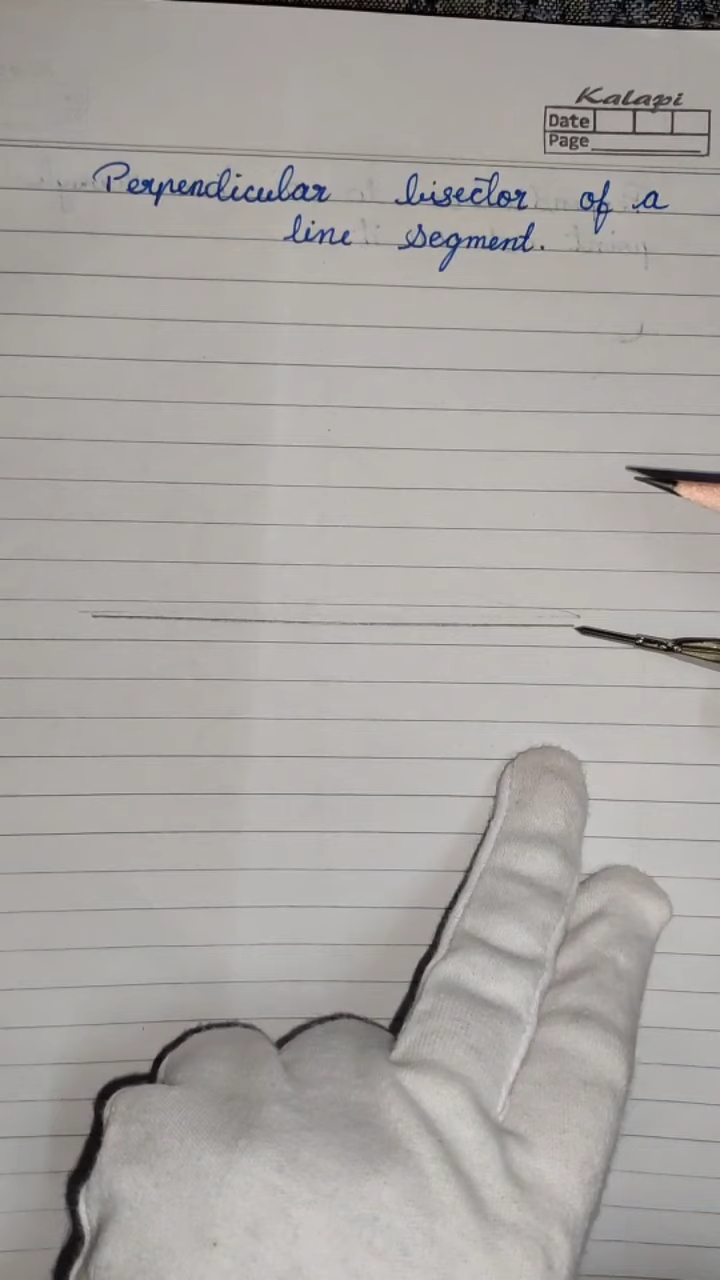 Kalapi
Date
Page
Perpendicular bisector of a
line segment.